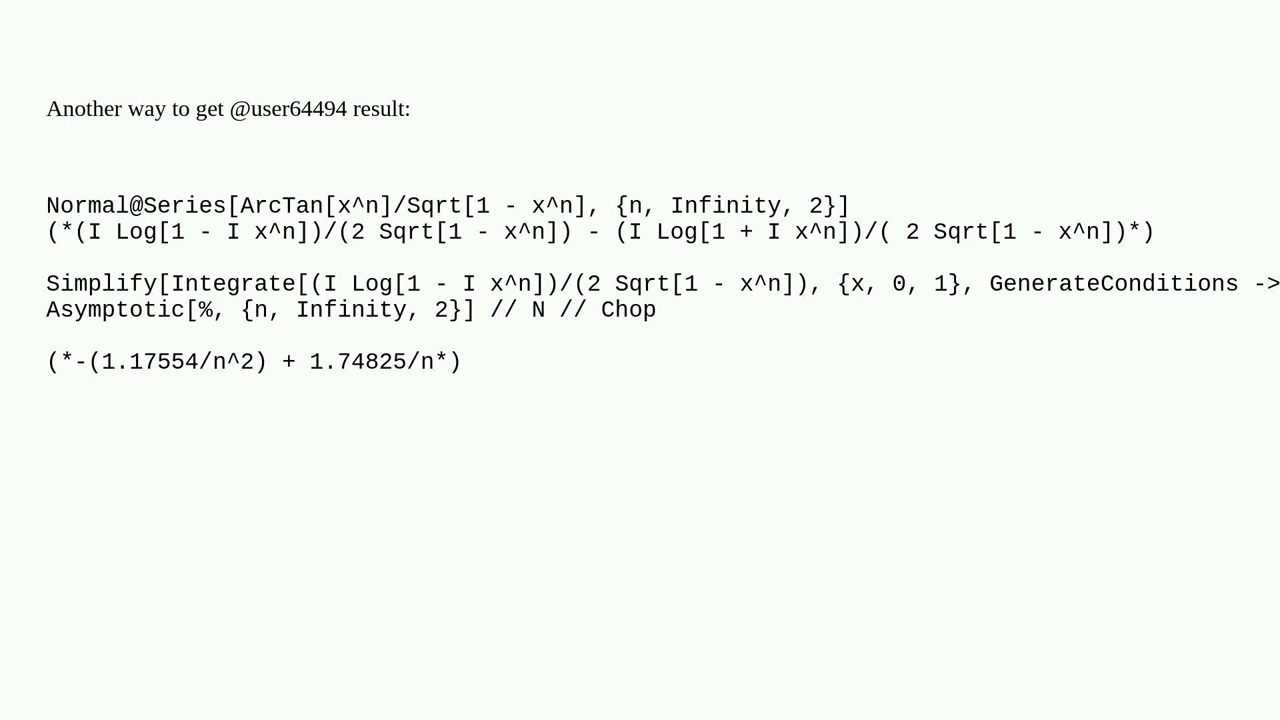 Another way to get @user64494 result:
Normal@Series[ArcTan[x^n]/Sqrt[1 - x^n], {n, Infinity, 2}]
(*(I Log[1 - I x^n])/(2 Sqrt[1 - x^n]) - (I Log[1 + I x^n])/( 2 Sqrt[1 - x^n])*)
Simplify[Integrate[(I Log[1 - I x^n])/(2 Sqrt[1 - x^n]), {x, 0, 1}, GenerateConditions ->
Asymptotic[%, {n, Infinity, 2}] // N // Chop
(*-(1.17554/n^2) + 1.74825/n*)